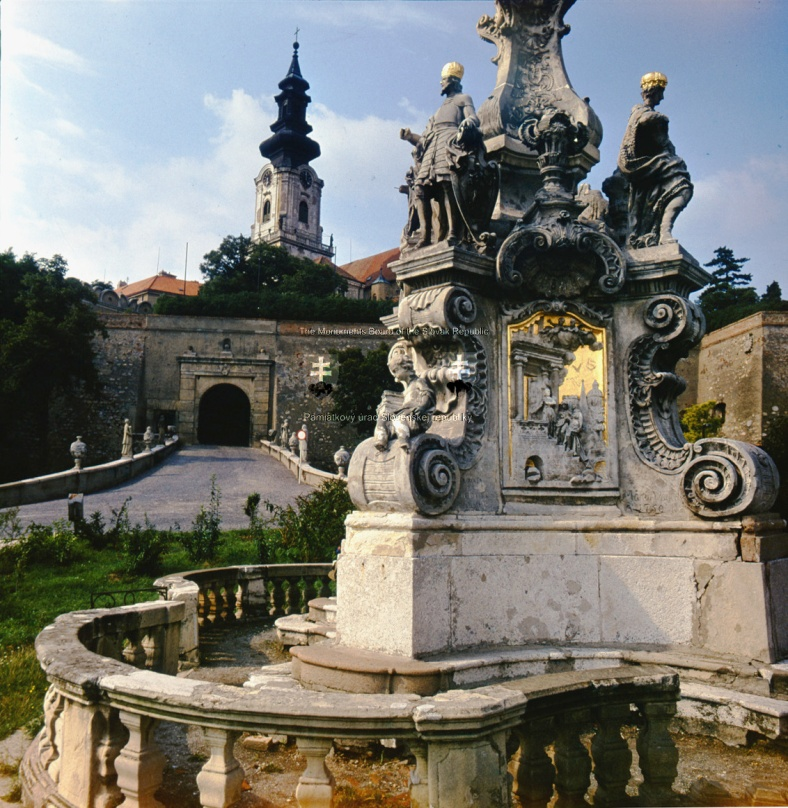 The Monuments Board of the Slovak Republic
Pamiatkový úrad Slovenskej republiky